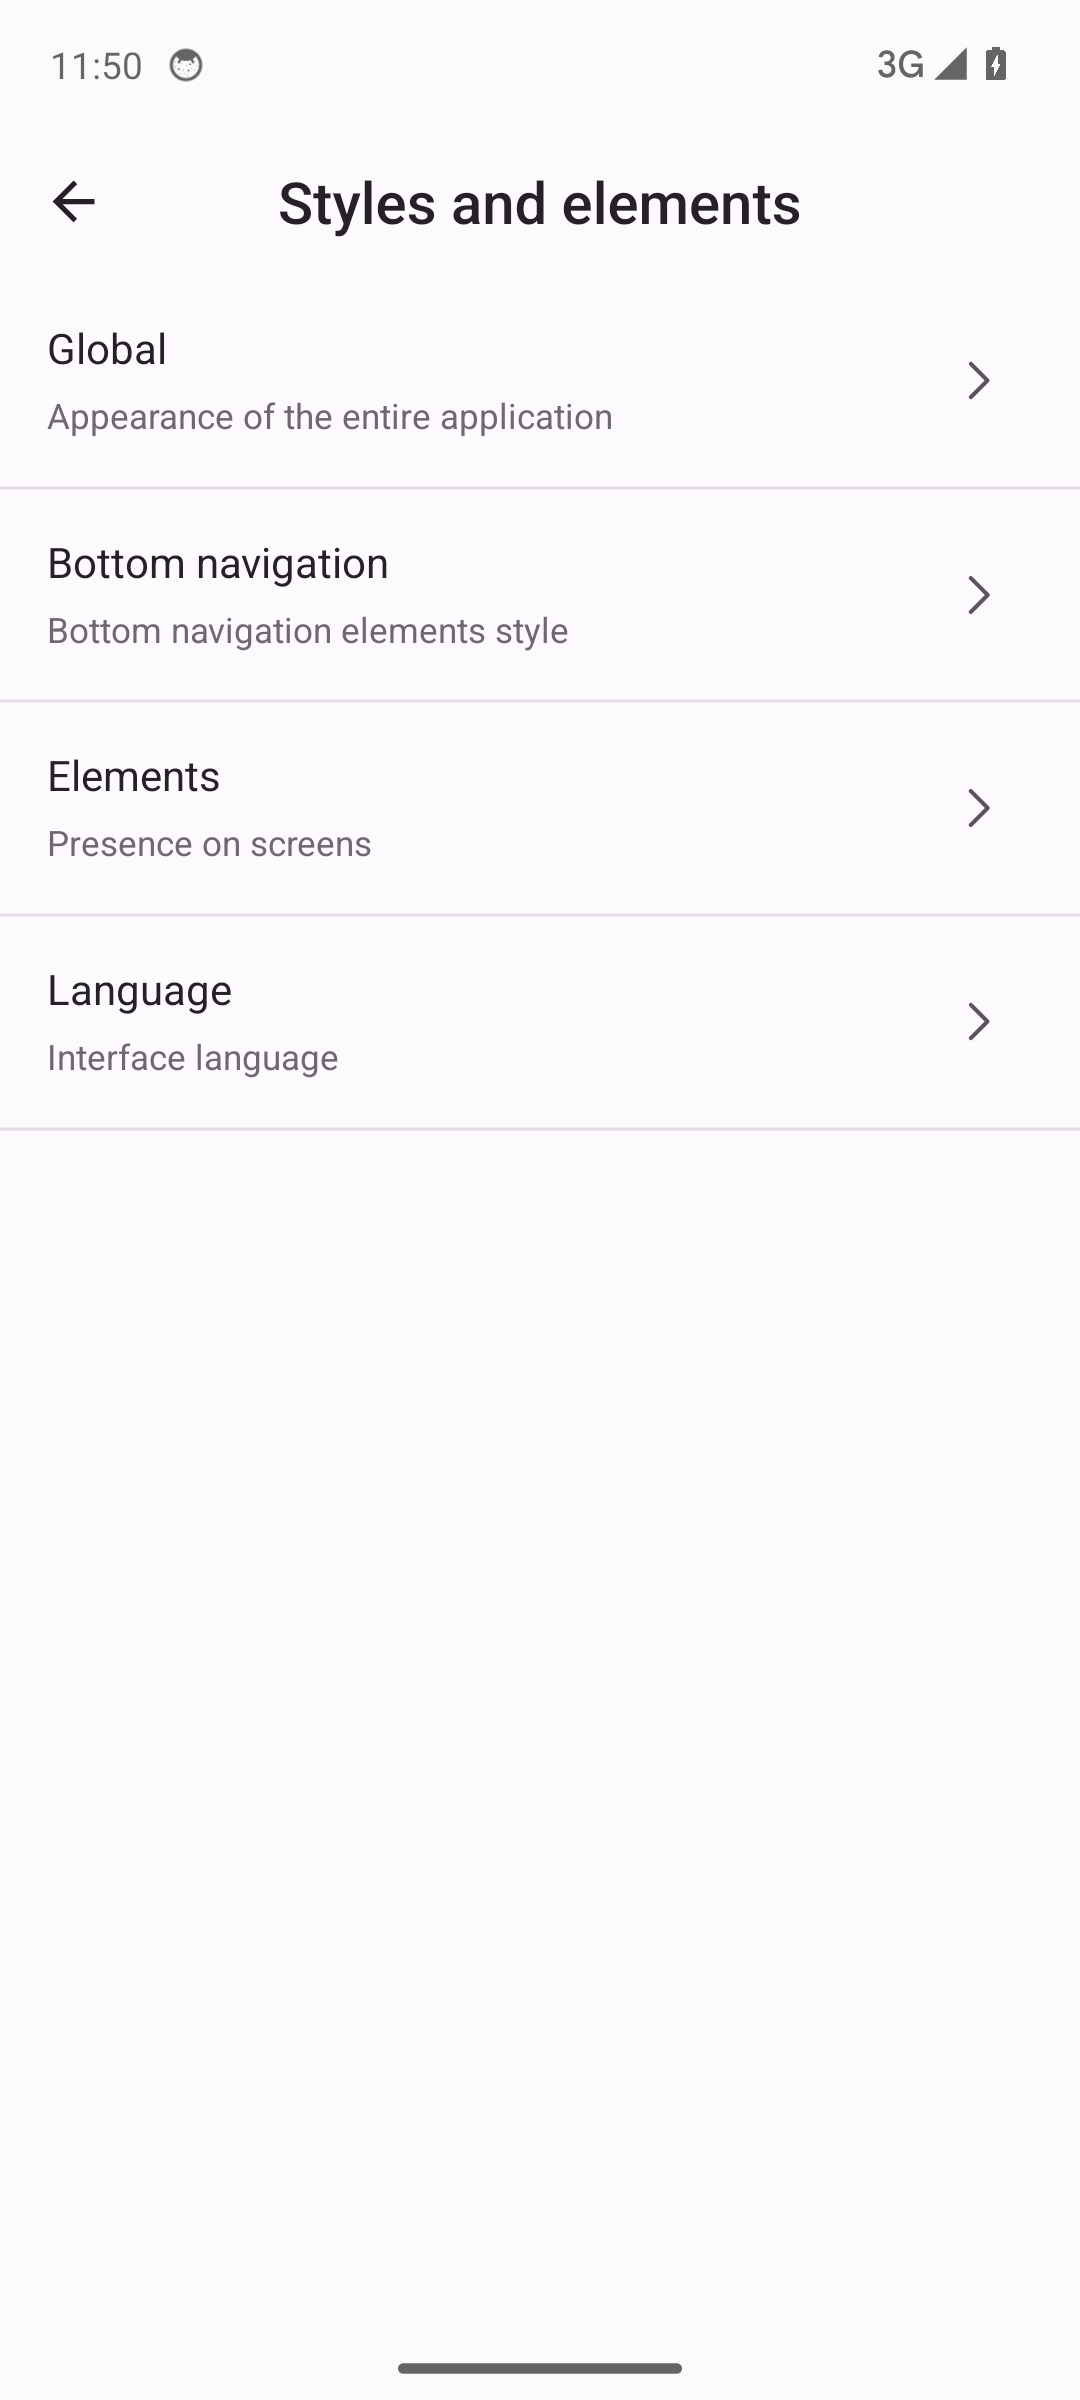 11:50
3G
Styles and elements
Global
Appearance of the entire application
Bottom navigation
Bottom navigation elements style
Elements
Presence on screens
Language
Interface language